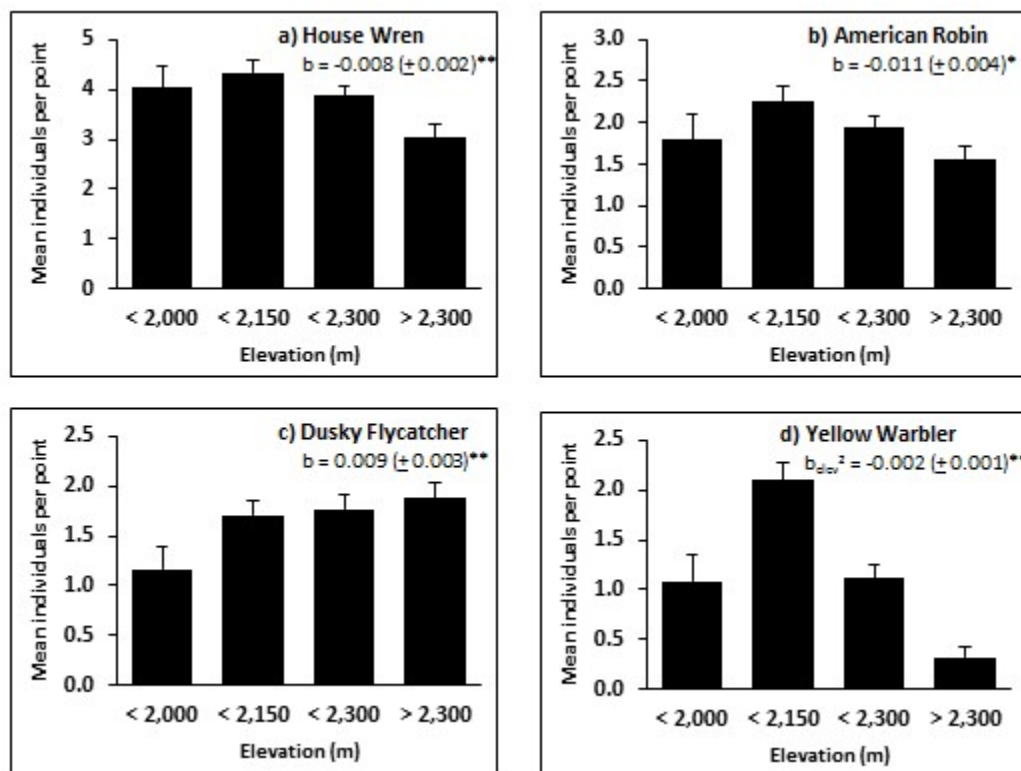 a) House Wren
b = -0.008 (±0.002)**
Mean individuals per point
5
4
3
2
1
0
< 2,000 < 2,150 < 2,300 > 2,300
Elevation (m)
b) American Robin
b = -0.011 (±0.004)*
Mean individuals per point
3.0
2.5
2.0
1.5
1.0
0.5
0.0
< 2,000 < 2,150 < 2,300 > 2,300
Elevation (m)
c) Dusky Flycatcher
b = 0.009 (±0.003)**
Mean individuals per point
2.5
2.0
1.5
1.0
0.5
0.0
< 2,000 < 2,150 < 2,300 > 2,300
Elevation (m)
d) Yellow Warbler
b_elev² = -0.002 (±0.001)*
Mean individuals per point
2.5
2.0
1.5
1.0
0.5
0.0
< 2,000 < 2,150 < 2,300 > 2,300
Elevation (m)